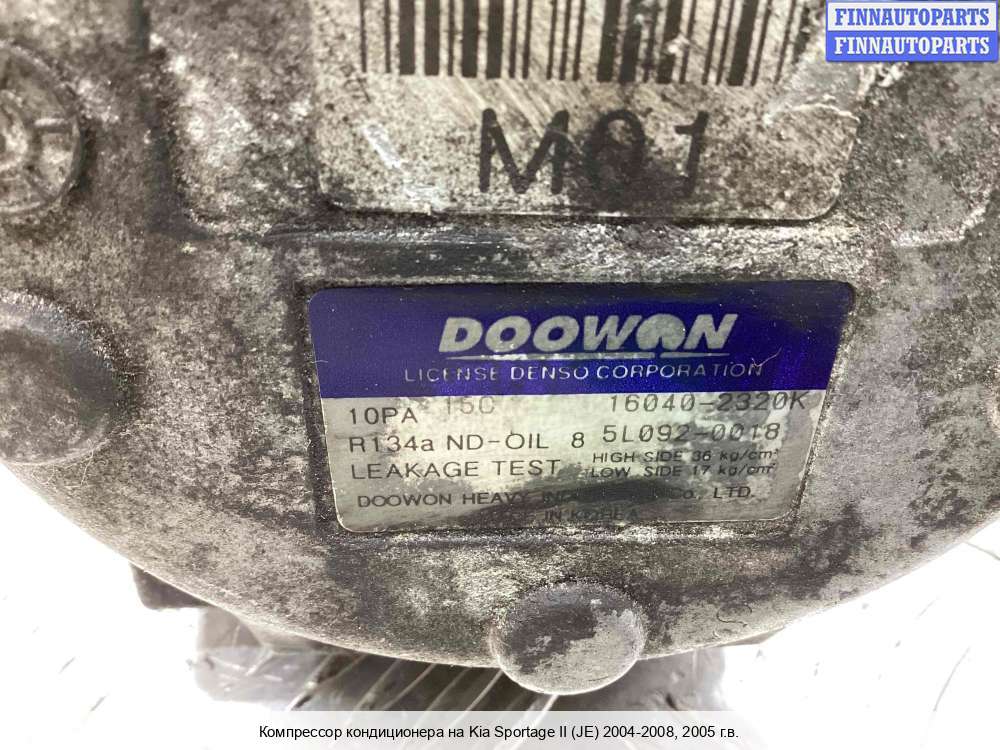 FINNAUTOPARTS
FINNAUTOPARTS
M01
DOOWON
LICENSE DENSO CORPORATION
10PA 15C 16040-2320K
R134a ND-OIL 8 5L092-0018
LEAKAGE TEST HIGH SIDE 36 kg/cm²
LOW SIDE 17 kg/cm²
DOOWON HEAVY Co., LTD.
IN KOREA
Компрессор кондиционера на Kia Sportage II (JE) 2004-2008, 2005 г.в.